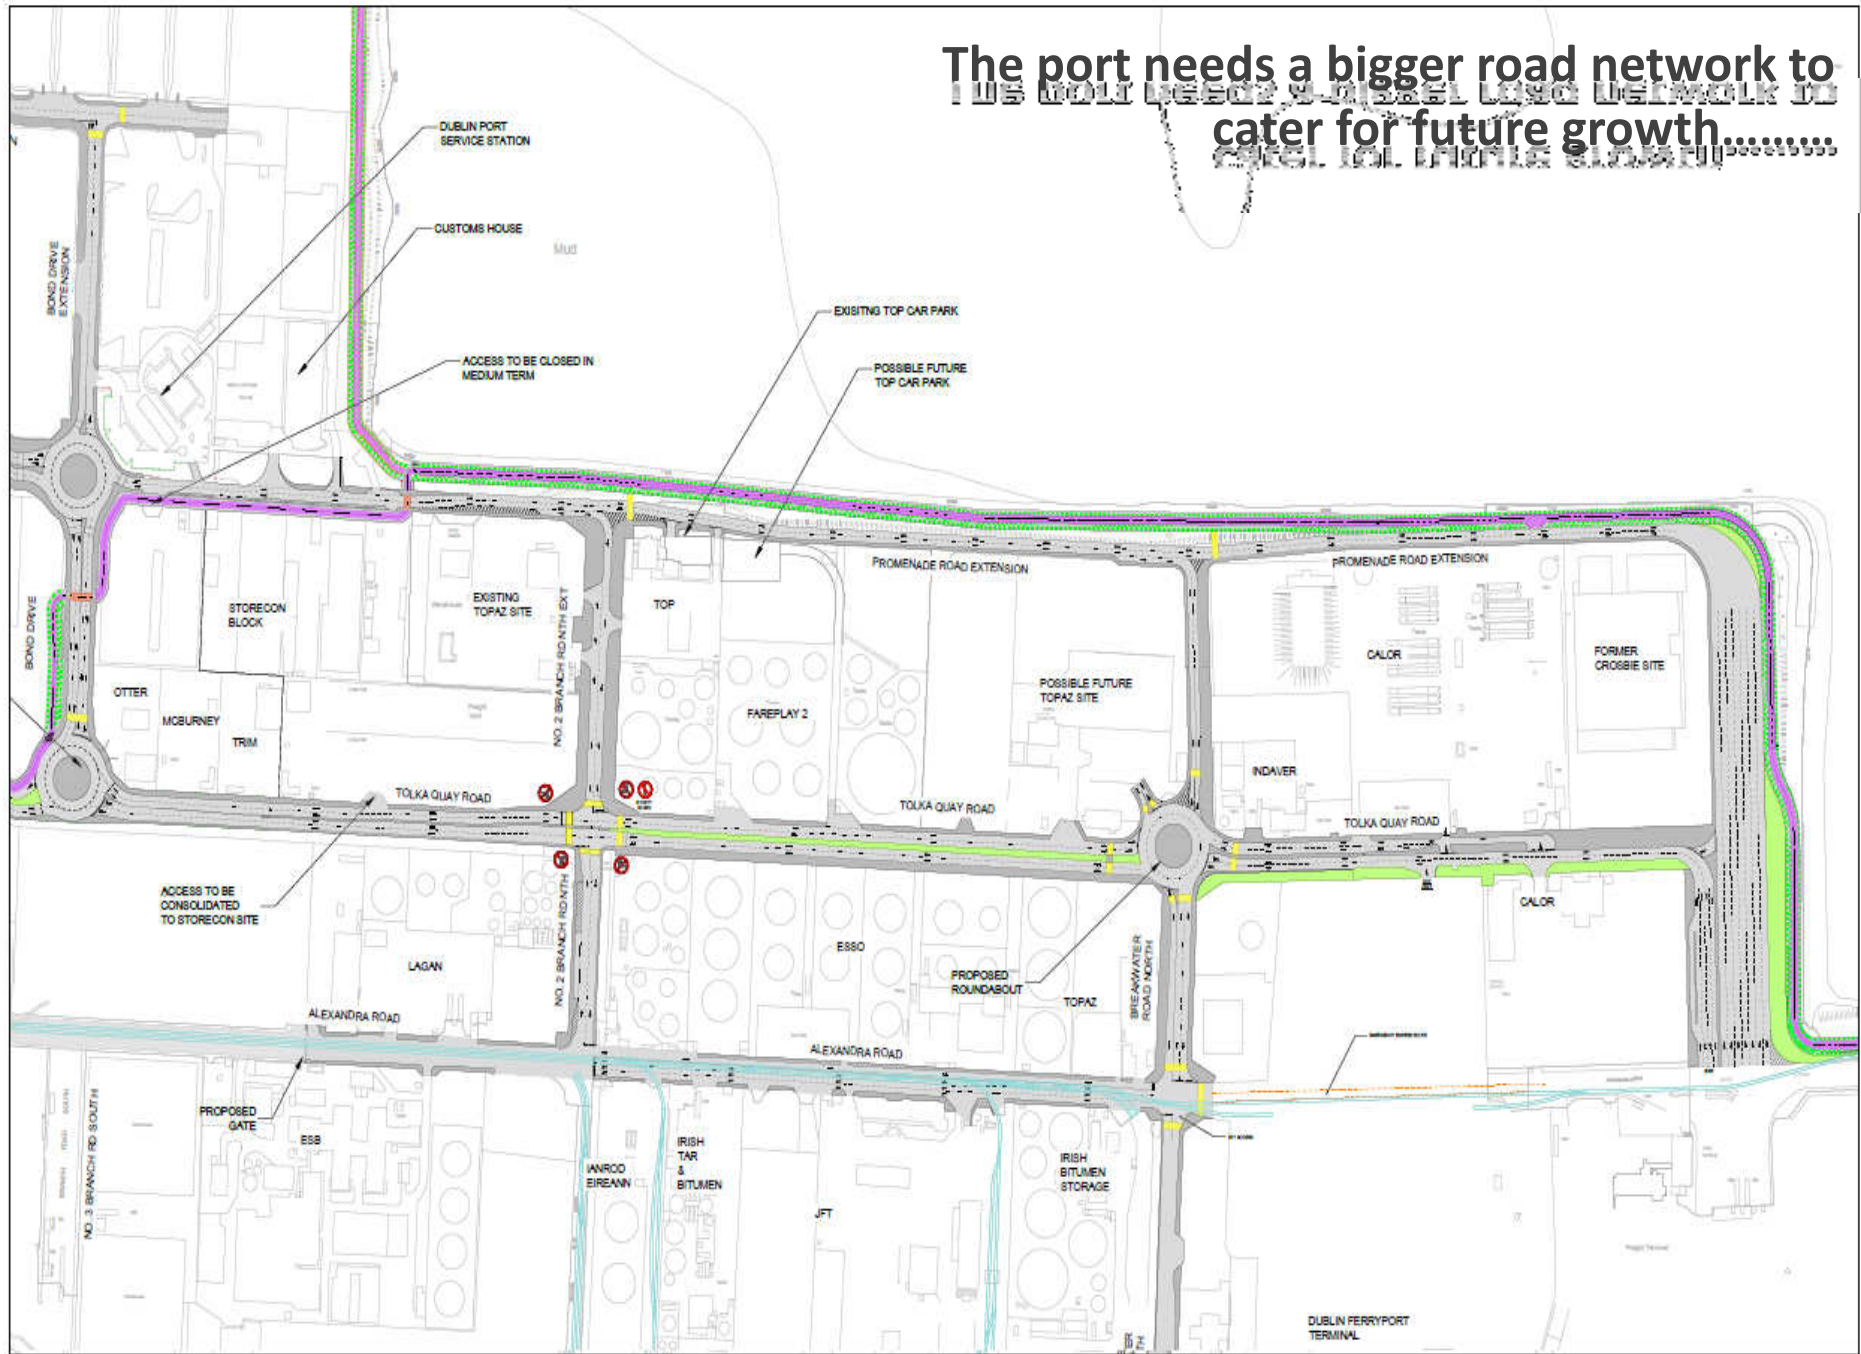 The port needs a bigger road network to
cater for future growth.........
DUBLIN PORT
SERVICE STATION
CUSTOMS HOUSE
Mud
BOND DRIVE
EXTENSION
EXISITNG TOP CAR PARK
ACCESS TO BE CLOSED IN
MEDIUM TERM
POSSIBLE FUTURE
TOP CAR PARK
PROMENADE ROAD EXTENSION
PROMENADE ROAD EXTENSION
BOND DRIVE
STORECON
BLOCK
EXISTING
TOPAZ SITE
NO. 2 BRANCH RD NTH EXT
TOP
CALOR
FORMER
CROSBIE SITE
POSSIBLE FUTURE
TOPAZ SITE
OTTER
MCBURNEY
TRIM
FAREPLAY 2
INDAVER
TOLKA QUAY ROAD
TOLKA QUAY ROAD
TOLKA QUAY ROAD
ACCESS TO BE
CONSOLIDATED
TO STORECON SITE
LAGAN
NO. 2 BRANCH RD NTH
ESSO
PROPOSED
ROUNDABOUT
TOPAZ
BREAKWATER
ROAD NORTH
CALOR
ALEXANDRA ROAD
ALEXANDRA ROAD
PROPOSED
GATE
NO. 3 BRANCH RD SOUTH
ESB
IANROD
EIREANN
IRISH
TAR
&
BITUMEN
JFT
IRISH
BITUMEN
STORAGE
DUBLIN FERRYPORT
TERMINAL